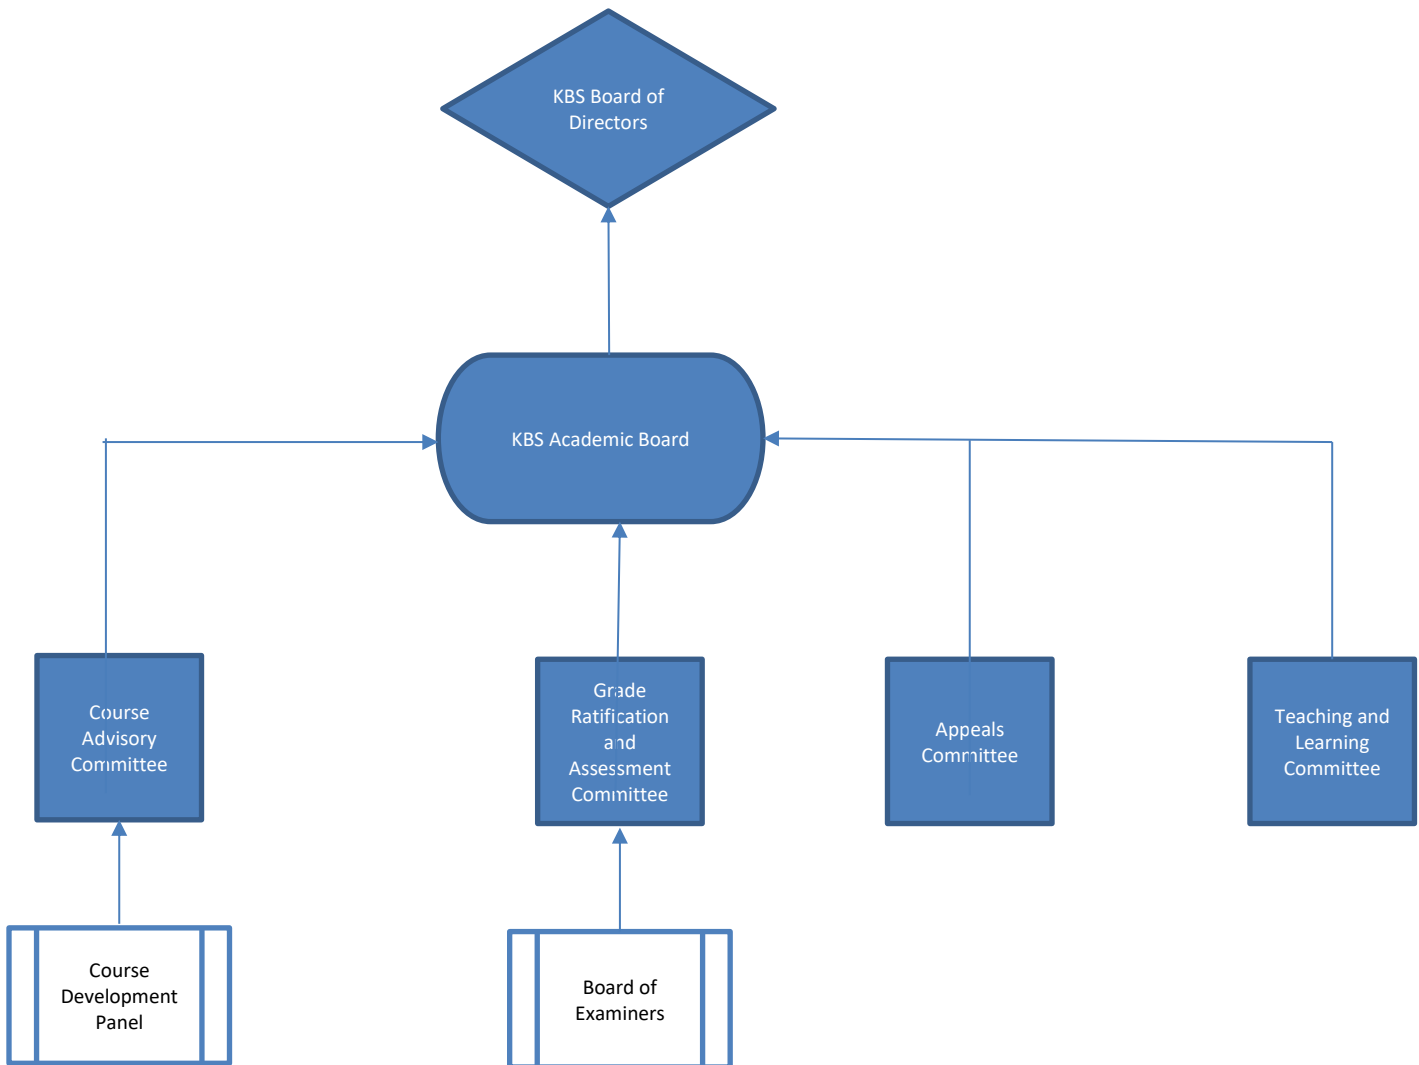 KBS Board of
Directors
KBS Academic Board
Course
Advisory
Committee
Grade
Ratification
and
Assessment
Committee
Appeals
Committee
Teaching and
Learning
Committee
Course
Development
Panel
Board of
Examiners